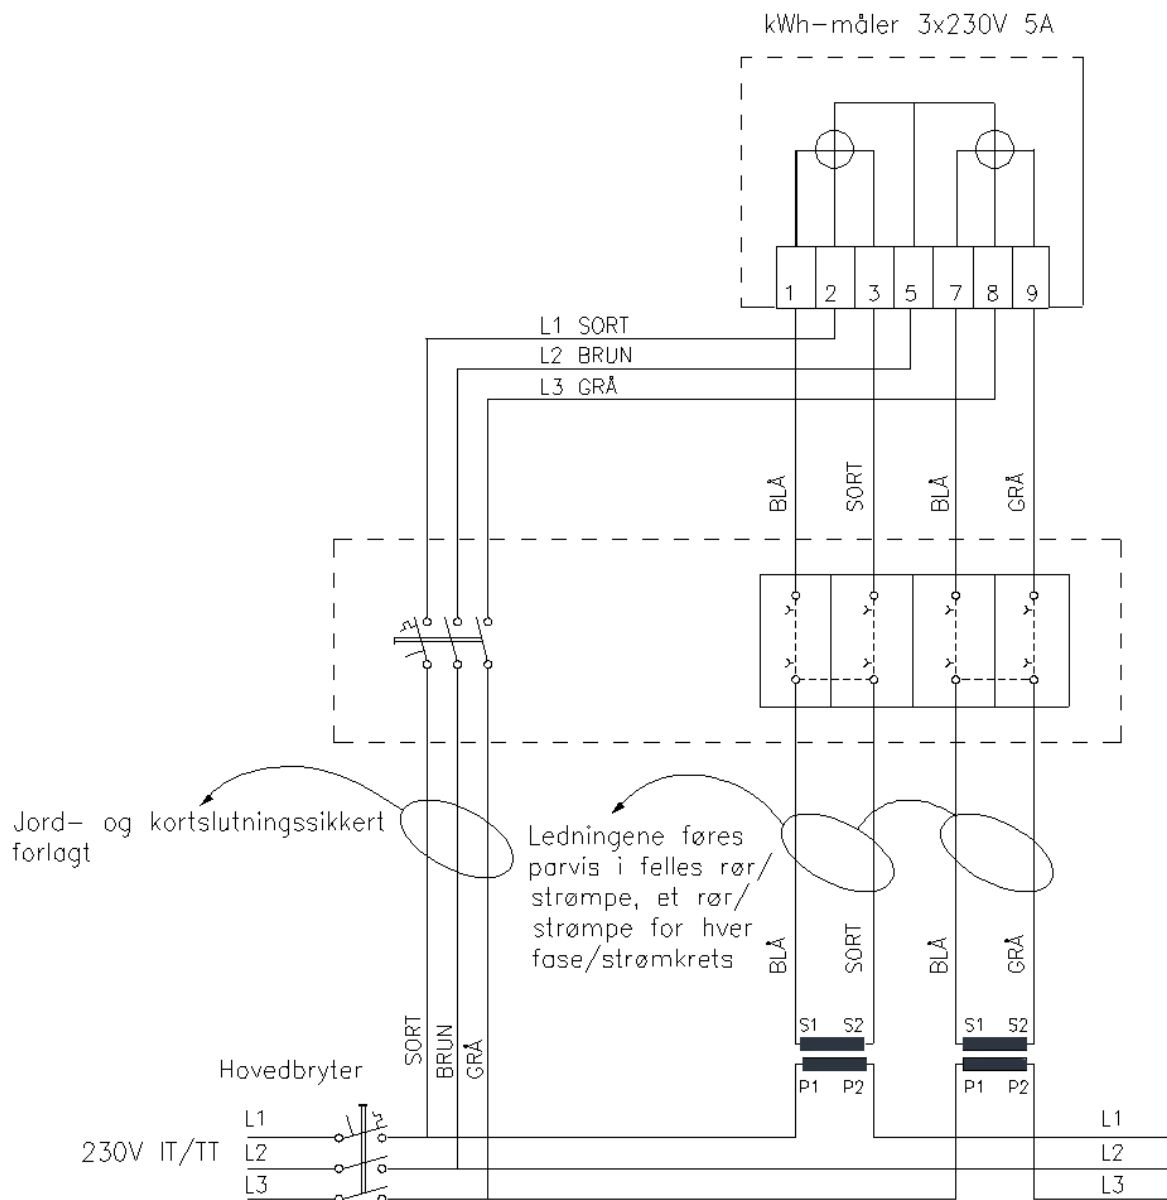 kWh-måler 3x230V 5A
1 2 3 5 7 8 9
L1 SORT
L2 BRUN
L3 GRÅ
BLÅ SORT BLÅ GRÅ
Jord- og kortslutningssikkert
forlagt
Ledningene føres
parvis i felles rør/
strømpe, et rør/
strømpe for hver
fase/strømkrets
BLÅ SORT BLÅ GRÅ
S1 S2 S1 S2
SORT BRUN GRÅ
Hovedbryter
P1 P2 P1 P2
L1 L1
230V IT/TT L2 L2
L3 L3